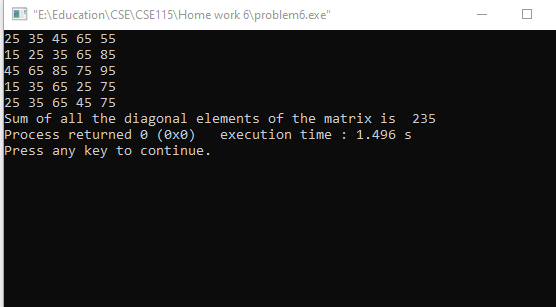 "E:\Education\CSE\CSE115\Home work 6\problem6.exe"
25 35 45 65 55
15 25 35 65 85
45 65 85 75 95
15 35 65 25 75
25 35 65 45 75
Sum of all the diagonal elements of the matrix is  235
Process returned 0 (0x0)   execution time : 1.496 s
Press any key to continue.